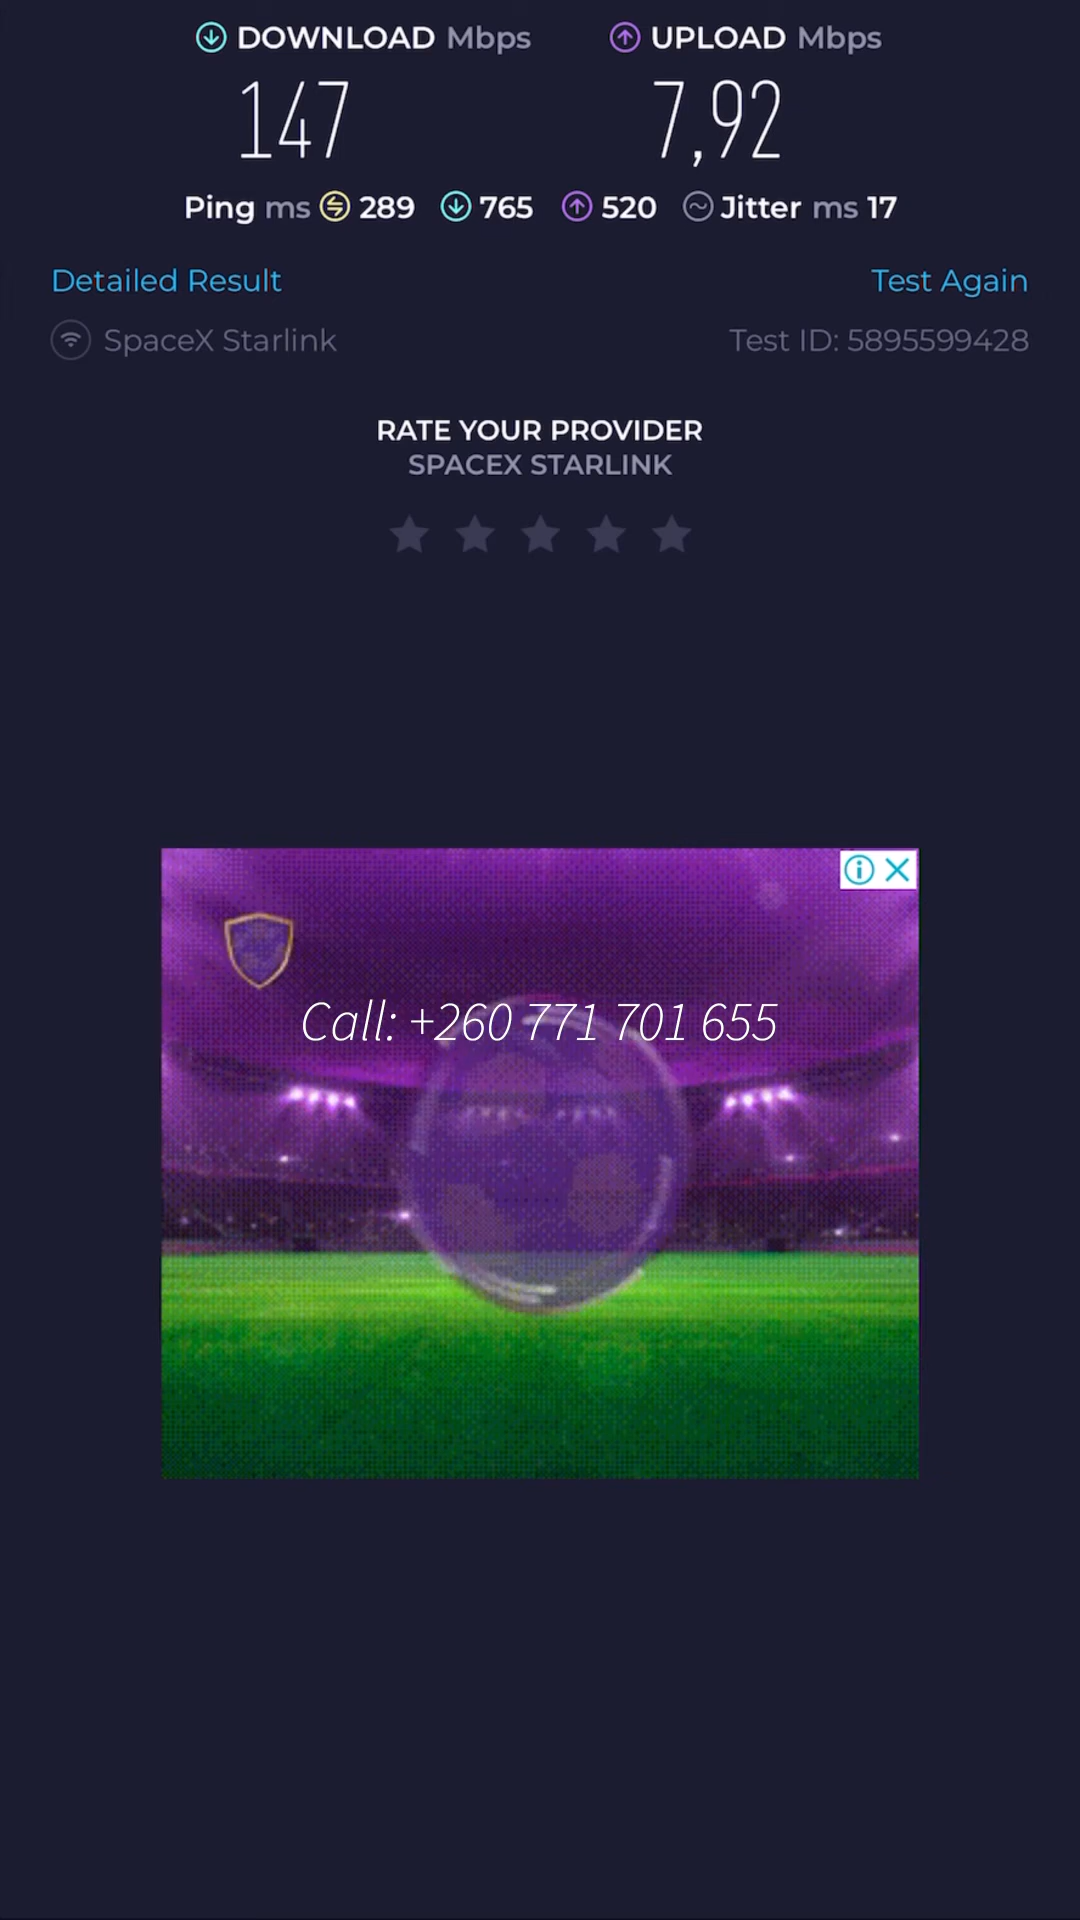 DOWNLOAD Mbps UPLOAD Mbps
147 7,92
Ping ms 289 765 520 Jitter ms 17
Detailed Result Test Again
SpaceX Starlink Test ID: 5895599428
RATE YOUR PROVIDER
SPACEX STARLINK
Call: +260 771 701 655